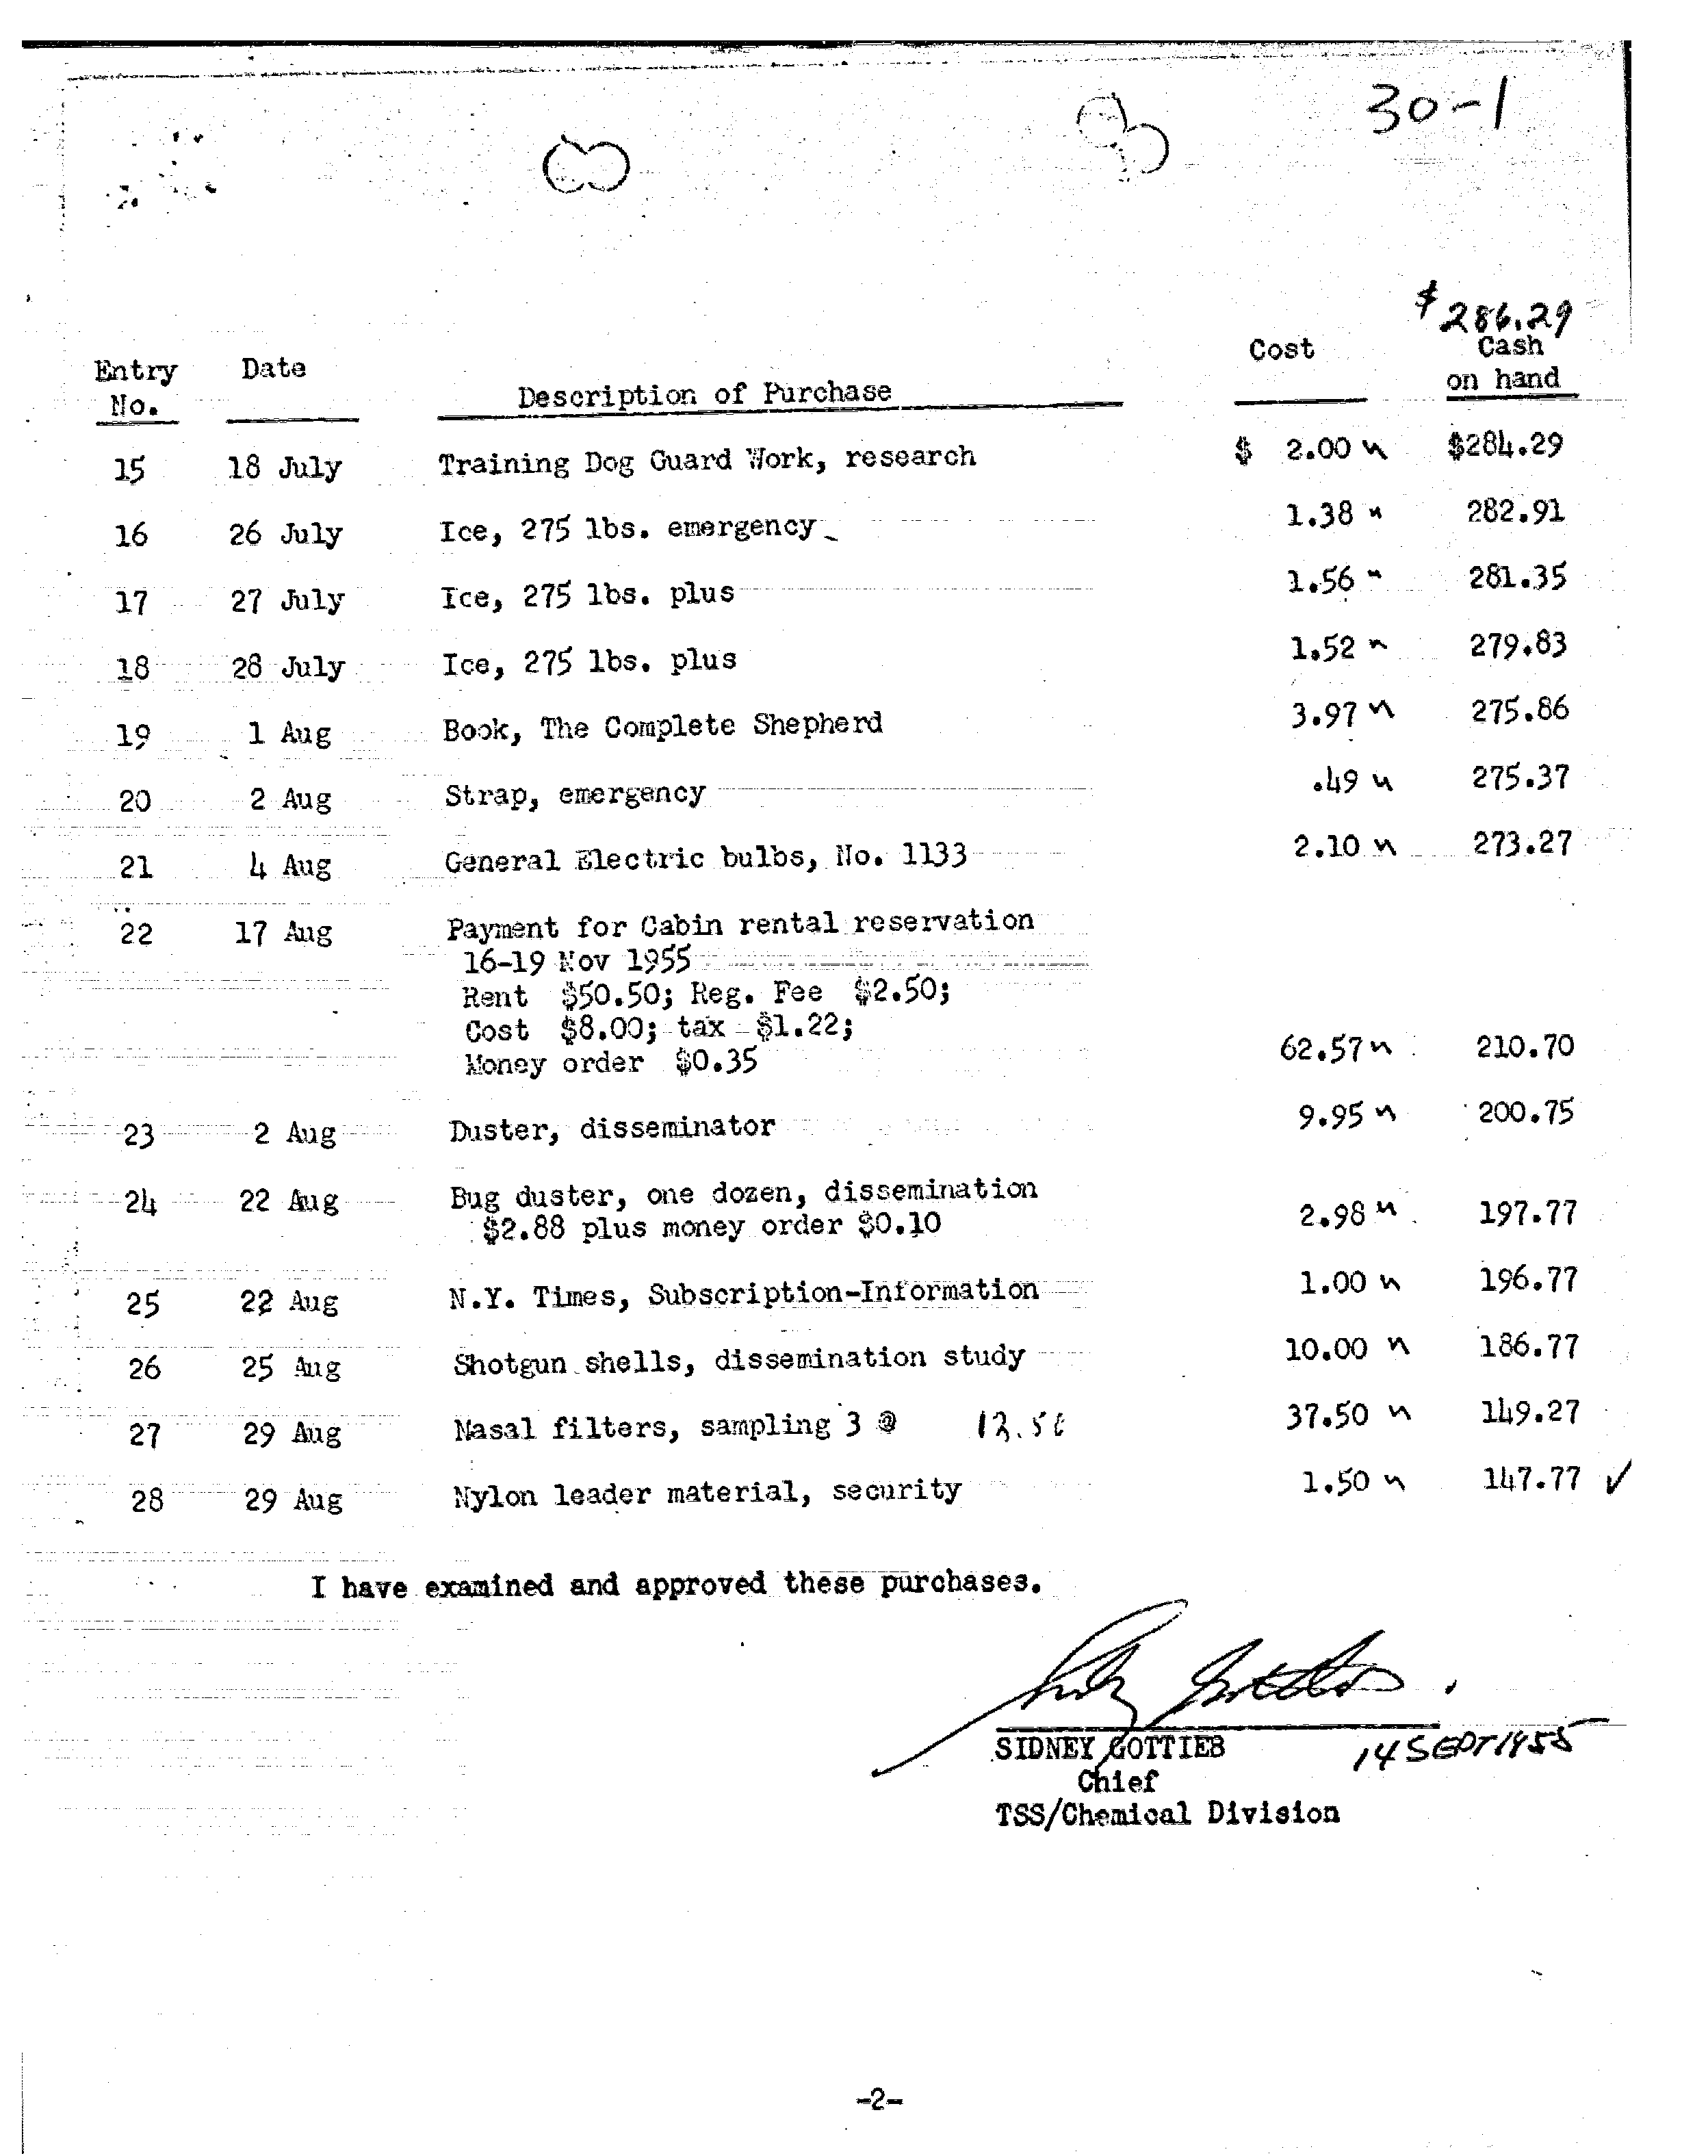 30-1
$286.29
Entry No. Date Description of Purchase Cost Cash on hand
15 18 July Training Dog Guard Work, research $ 2.00 $284.29
16 26 July Ice, 275 lbs. emergency 1.38 282.91
17 27 July Ice, 275 lbs. plus 1.56 281.35
18 28 July Ice, 275 lbs. plus 1.52 279.83
19 1 Aug Book, The Complete Shepherd 3.97 275.86
20 2 Aug Strap, emergency .49 275.37
21 4 Aug General Electric bulbs, No. 1133 2.10 273.27
22 17 Aug Payment for Cabin rental reservation
16-19 Nov 1955
Rent $50.50; Reg. Fee $2.50;
Cost $8.00; tax $1.22;
Money order $0.35 62.57 210.70
23 2 Aug Duster, disseminator 9.95 200.75
24 22 Aug Bug duster, one dozen, dissemination
$2.88 plus money order $0.10 2.98 197.77
25 22 Aug N.Y. Times, Subscription-Information 1.00 196.77
26 25 Aug Shotgun shells, dissemination study 10.00 186.77
27 29 Aug Nasal filters, sampling 3 @ 12.50 37.50 149.27
28 29 Aug Nylon leader material, security 1.50 147.77 ✓
I have examined and approved these purchases.
Sidney Gottlieb
SIDNEY GOTTIEB 14 SEPT 1955
Chief
TSS/Chemical Division
-2-